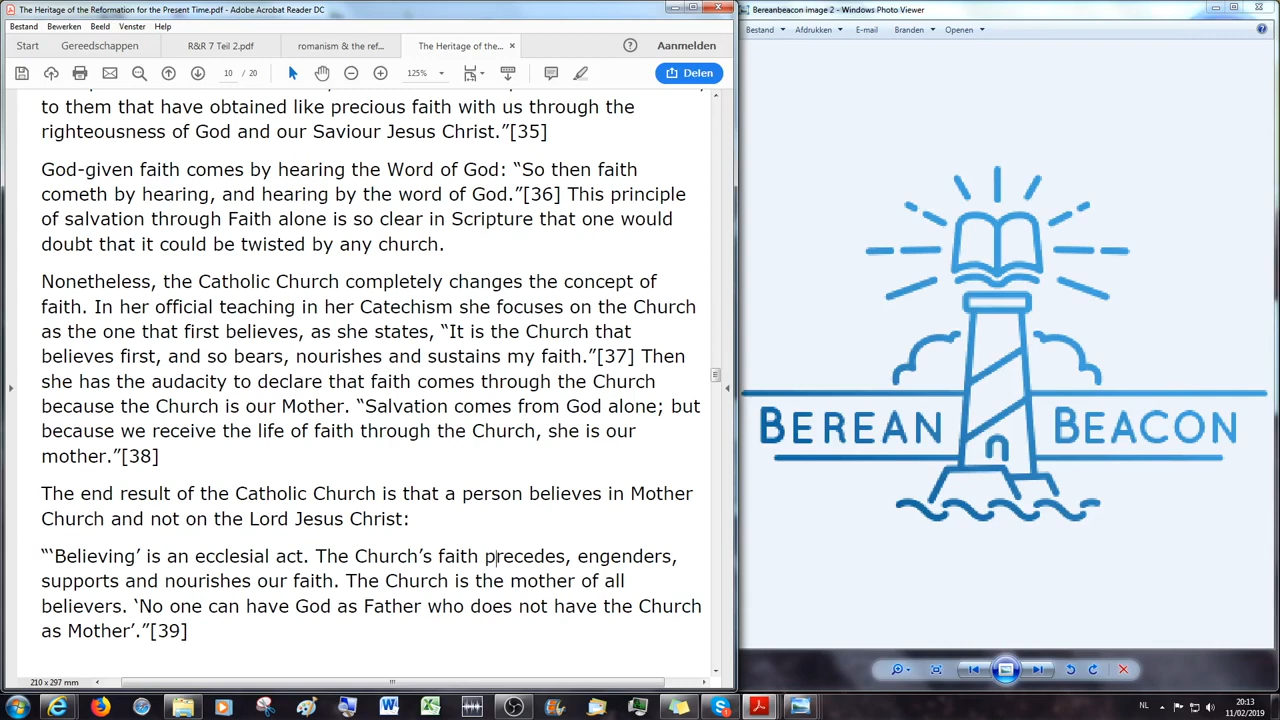 The Heritage of the Reformation for the Present Time.pdf - Adobe Acrobat Reader DC
Bestand Bewerken Beeld Venster Help
Start Gereedschappen R&R 7 Teil 2.pdf romanism & the ref... The Heritage of the... Aanmelden
10 / 20 125% Delen
to them that have obtained like precious faith with us through the
righteousness of God and our Saviour Jesus Christ.”[35]
God-given faith comes by hearing the Word of God: “So then faith
cometh by hearing, and hearing by the word of God.”[36] This principle
of salvation through Faith alone is so clear in Scripture that one would
doubt that it could be twisted by any church.
Nonetheless, the Catholic Church completely changes the concept of
faith. In her official teaching in her Catechism she focuses on the Church
as the one that first believes, as she states, “It is the Church that
believes first, and so bears, nourishes and sustains my faith.”[37] Then
she has the audacity to declare that faith comes through the Church
because the Church is our Mother. “Salvation comes from God alone; but
because we receive the life of faith through the Church, she is our
mother.”[38]
The end result of the Catholic Church is that a person believes in Mother
Church and not on the Lord Jesus Christ:
“‘Believing’ is an ecclesial act. The Church’s faith precedes, engenders,
supports and nourishes our faith. The Church is the mother of all
believers. ‘No one can have God as Father who does not have the Church
as Mother’.”[39]
210 x 297 mm
Bereanbeacon image 2 - Windows Photo Viewer
Bestand Afdrukken E-mail Branden Openen
BEREAN BEACON
NL 20:13
11/02/2019